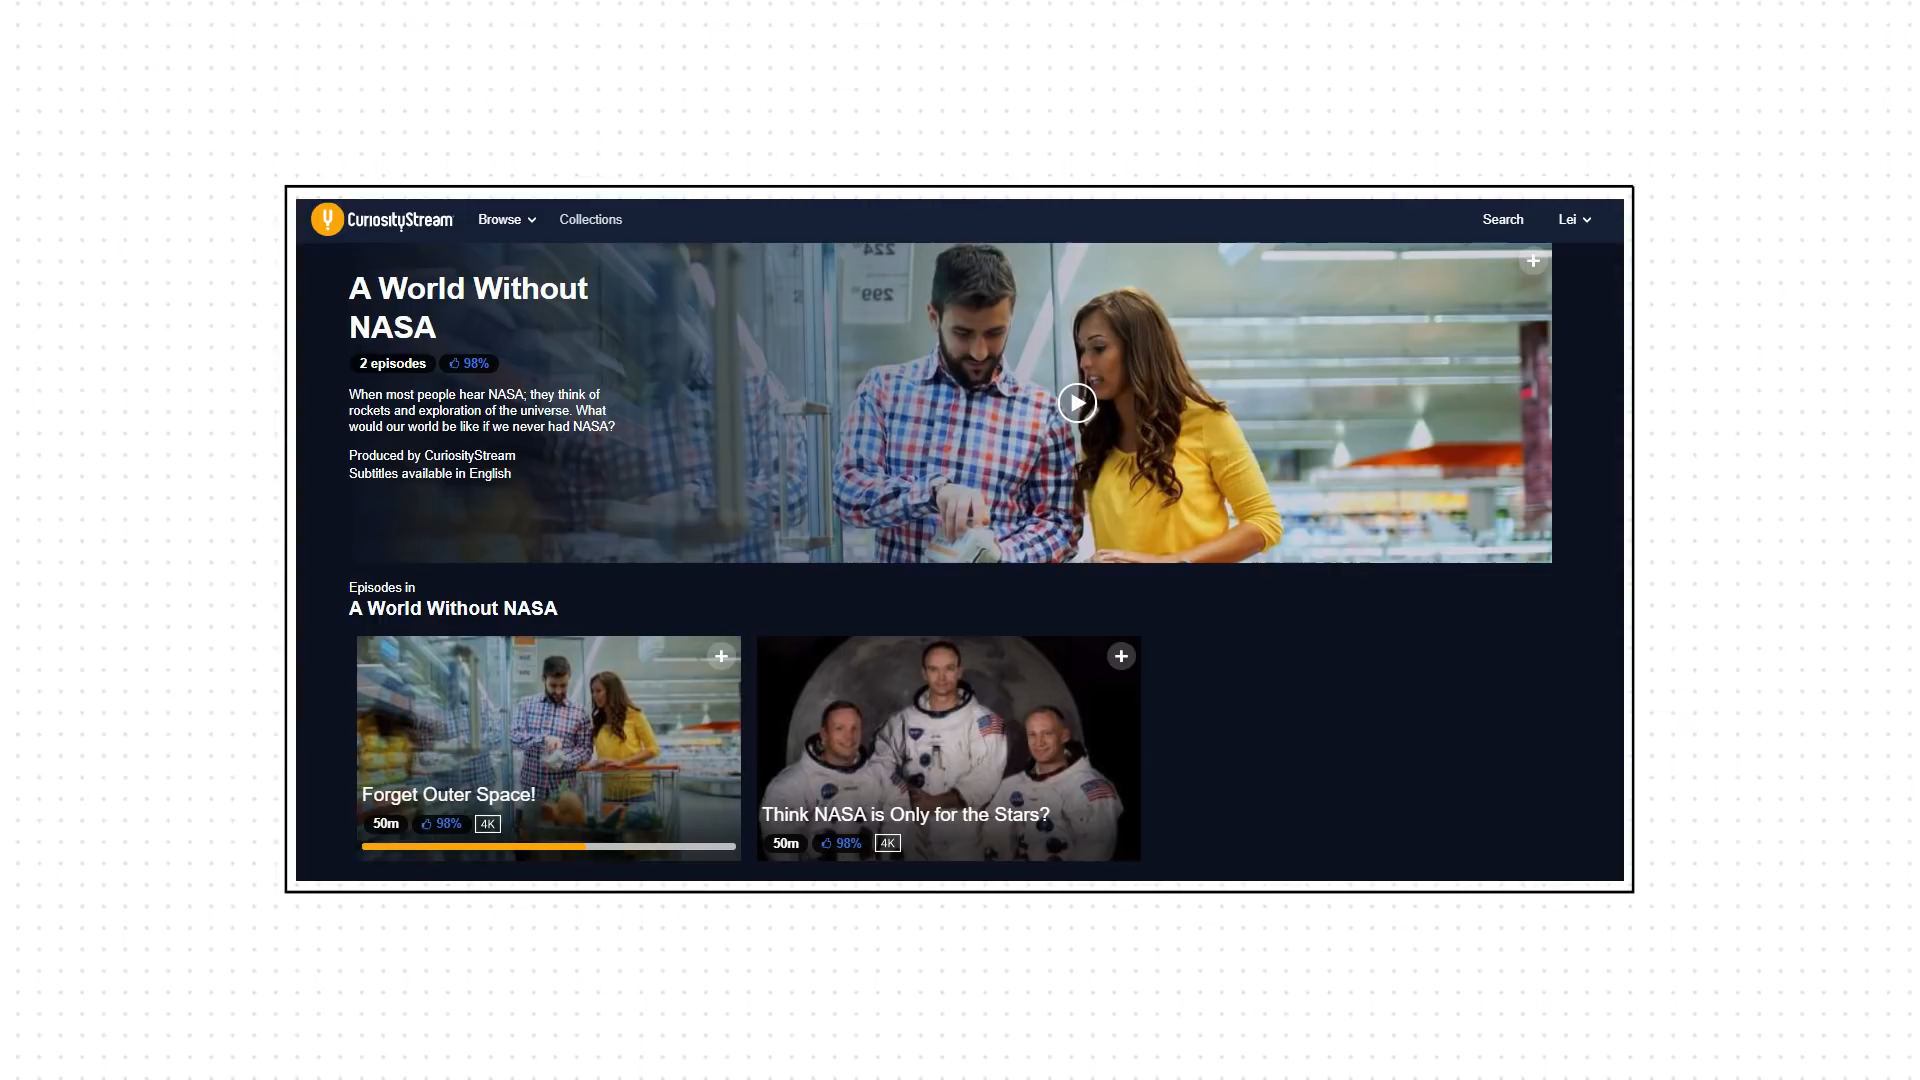 CuriosityStream Browse Collections Search Lei
A World Without
NASA
2 episodes 98%
When most people hear NASA; they think of
rockets and exploration of the universe. What
would our world be like if we never had NASA?
Produced by CuriosityStream
Subtitles available in English
224
299
Episodes in
A World Without NASA
Forget Outer Space!
50m 98% 4K
Think NASA is Only for the Stars?
50m 98% 4K